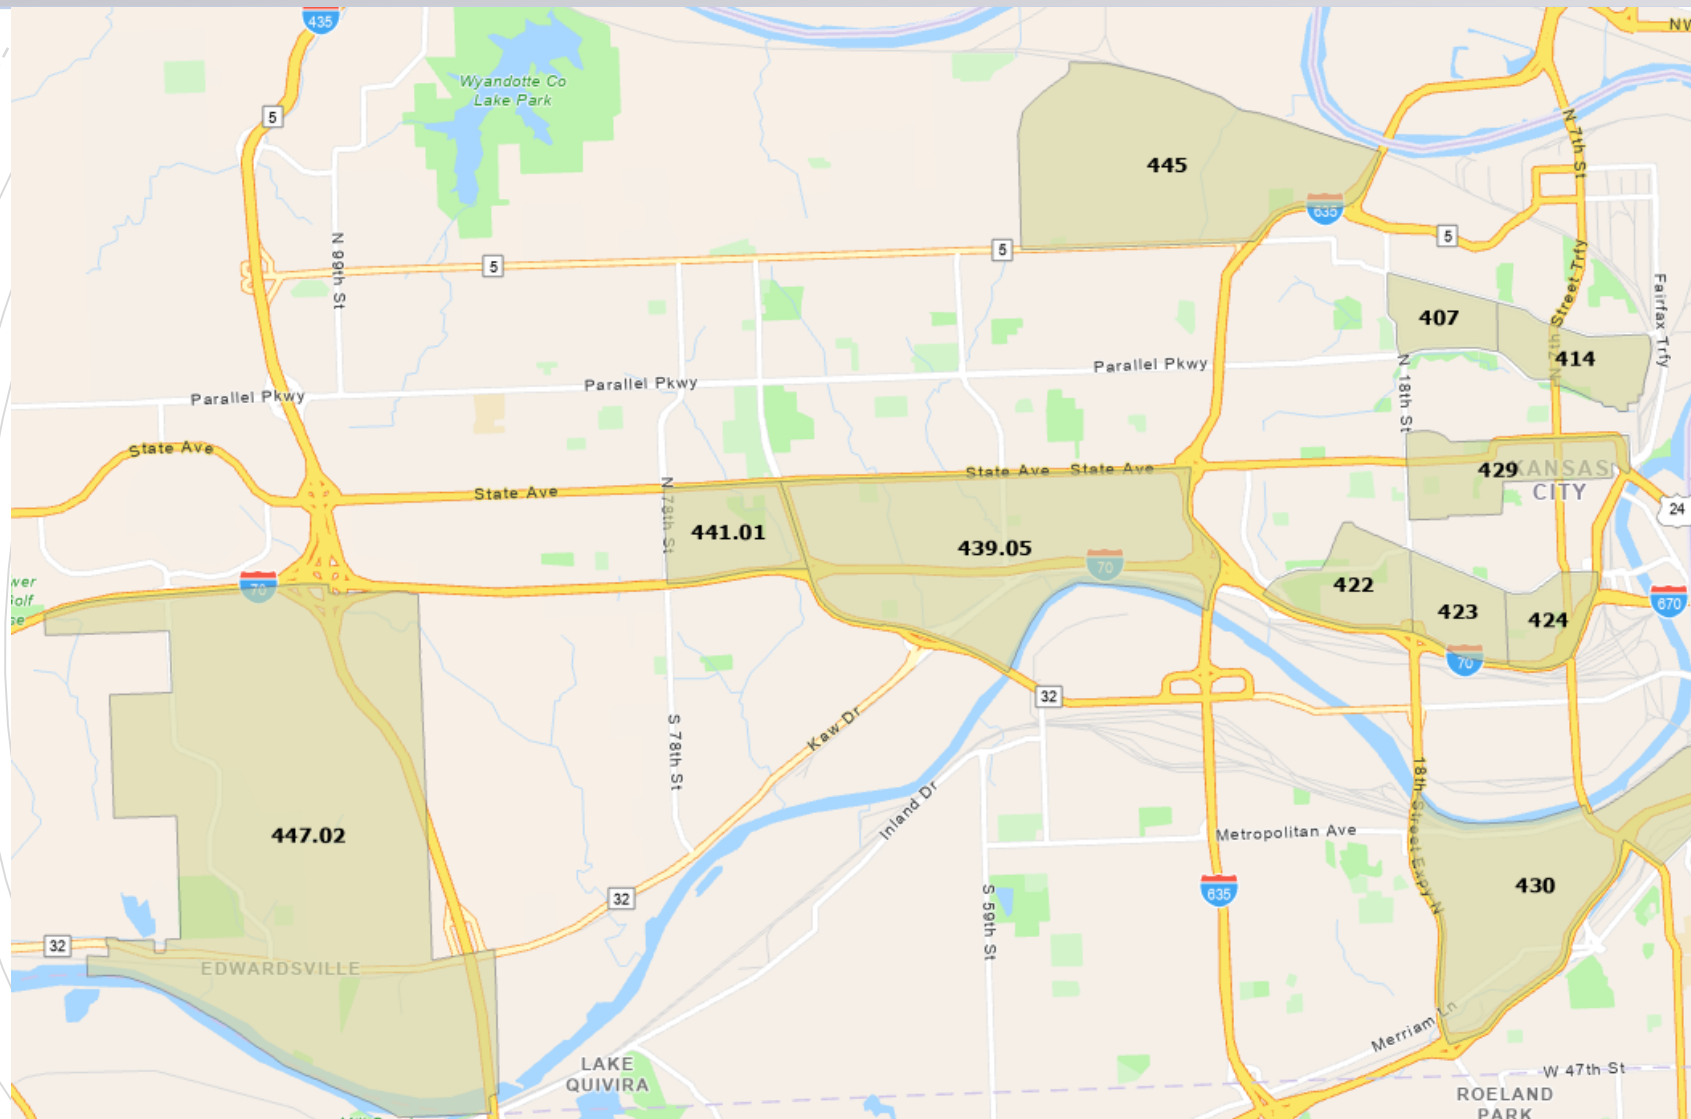 435
NW
Wyandotte Co
Lake Park
5
N 7th St
445
635
5
5
5
N 99th St
N 7th Street Trfy
Fairfax Trfy
407
414
Parallel Pkwy
Parallel Pkwy
Parallel Pkwy
N 18th St
State Ave
State Ave
State Ave
State Ave
429
KANSAS
CITY
24
N 78th St
441.01
439.05
70
70
wer
olf
se
422
423
424
670
70
32
S 78th St
Kaw Dr
Inland Dr
18th Street Expy N
Metropolitan Ave
447.02
430
635
32
S 59th St
32
EDWARDSVILLE
Merriam Ln
LAKE
QUIVIRA
W 47th St
ROELAND
PARK